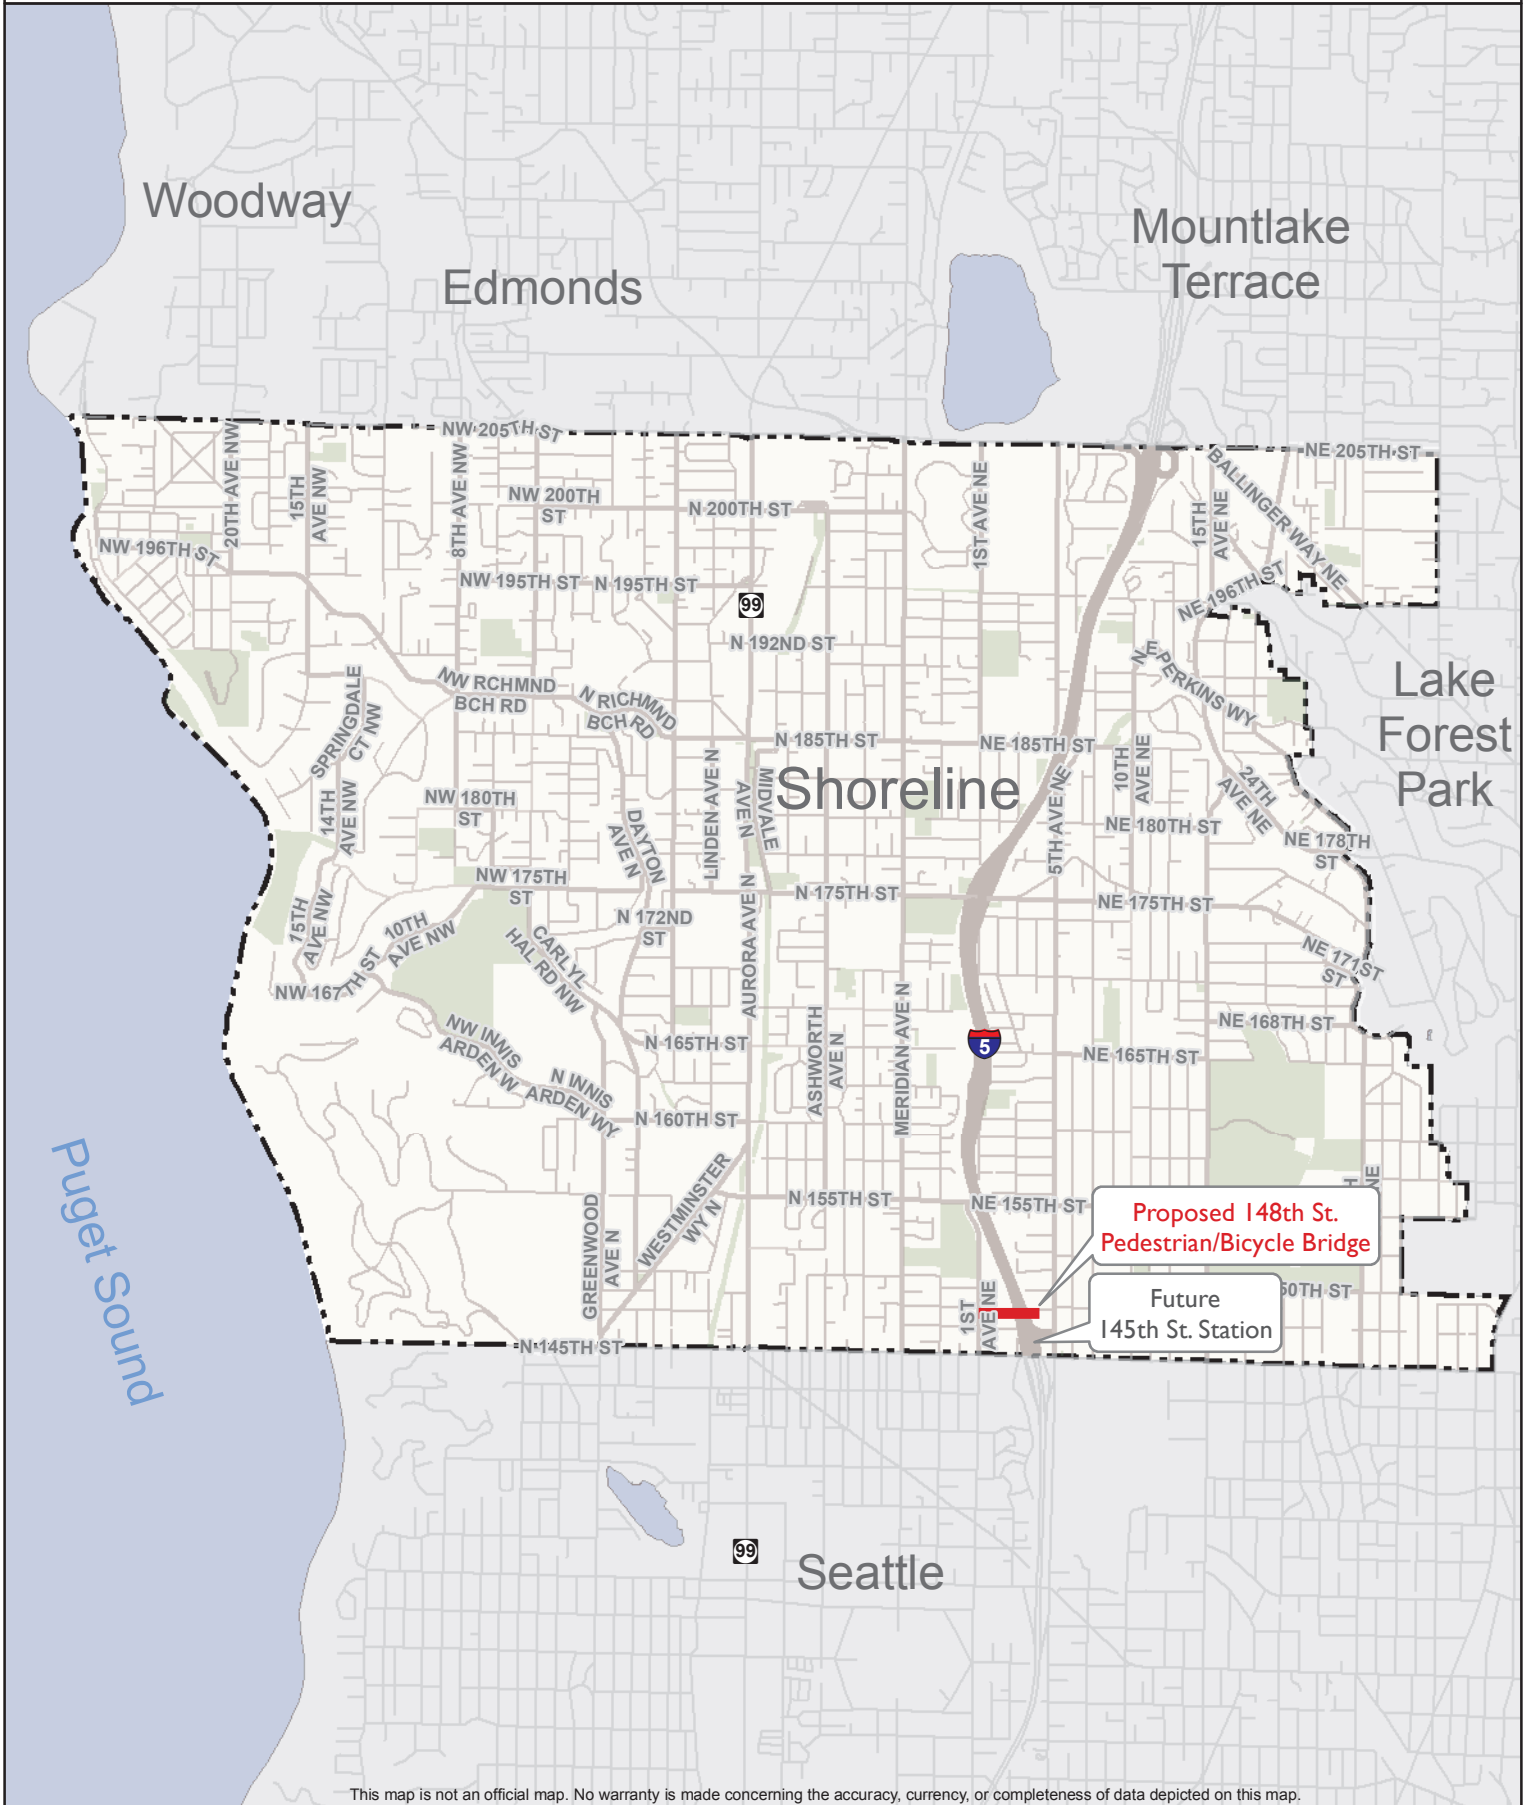 Woodway
Edmonds
Mountlake
Terrace
NW 205TH ST
NE 205TH ST
20TH AVE NW
15TH
AVE NW
8TH AVE NW
NW 200TH
ST
N 200TH ST
1ST AVE NE
15TH
AVE NE
BALLINGER WAY NE
NW 196TH ST
NW 195TH ST
N 195TH ST
NE 196TH ST
99
N 192ND ST
NE PERKINS WY
Lake
Forest
Park
SPRINGDALE
CT NW
NW RCHMND
BCH RD
N RICHMND
BCH RD
N 185TH ST
NE 185TH ST
10TH
AVE NE
24TH
AVE NE
Shoreline
LINDEN AVE N
MIDVALE
AVE N
5TH AVE NE
14TH
AVE NW
NW 180TH
ST
DAYTON
AVE N
NE 180TH ST
NE 178TH
ST
NW 175TH
ST
N 175TH ST
NE 175TH ST
15TH
AVE NW
10TH
AVE NW
N 172ND
ST
CARLYL
HAL RD NW
AURORA AVE N
NE 171ST
ST
NW 167TH ST
NE 168TH ST
NW INNIS
ARDEN W
N 165TH ST
ASHWORTH
AVE N
MERIDIAN AVE N
5
NE 165TH ST
N INNIS
ARDEN WY
N 160TH ST
Puget Sound
GREENWOOD
AVE N
WESTMINSTER
WY N
N 155TH ST
NE 155TH ST
H
NE
Proposed 148th St.
Pedestrian/Bicycle Bridge
1ST
AVE NE
Future
145th St. Station
50TH ST
N 145TH ST
99
Seattle
This map is not an official map. No warranty is made concerning the accuracy, currency, or completeness of data depicted on this map.